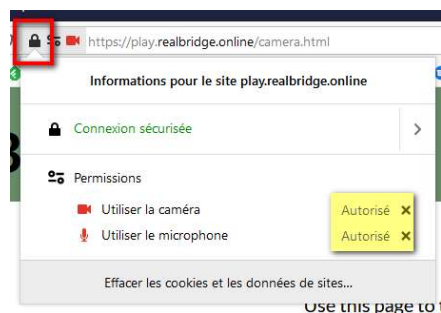 https://play.realbridge.online/camera.html
Informations pour le site play.realbridge.online
Connexion sécurisée
Permissions
Utiliser la caméra Autorisé
Utiliser le microphone Autorisé
Effacer les cookies et les données de sites...
Use this page to